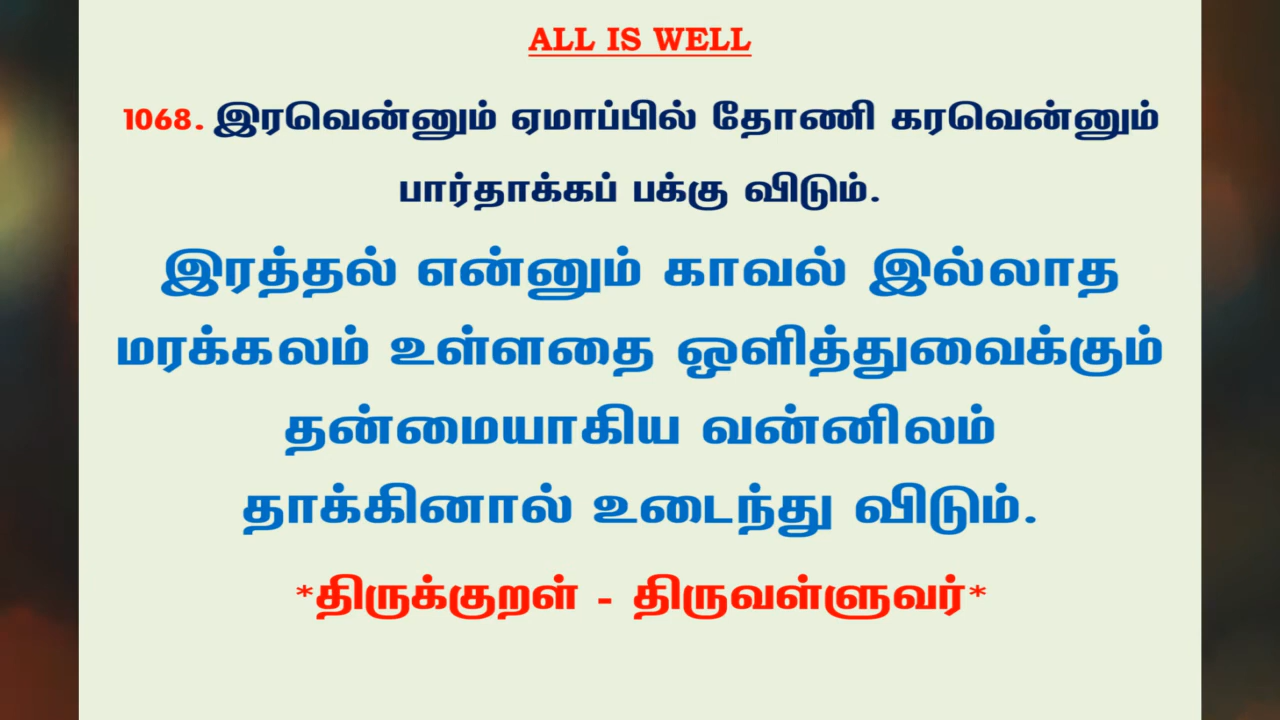 ALL IS WELL
1068. இரவென்னும் ஏமாப்பில் தோணி கரவென்னும்
பார்தாக்கப் பக்கு விடும்.
இரத்தல் என்னும் காவல் இல்லாத
மரக்கலம் உள்ளதை ஒளித்துவைக்கும்
தன்மையாகிய வன்னிலம்
தாக்கினால் உடைந்து விடும்.
*திருக்குறள் - திருவள்ளுவர்*